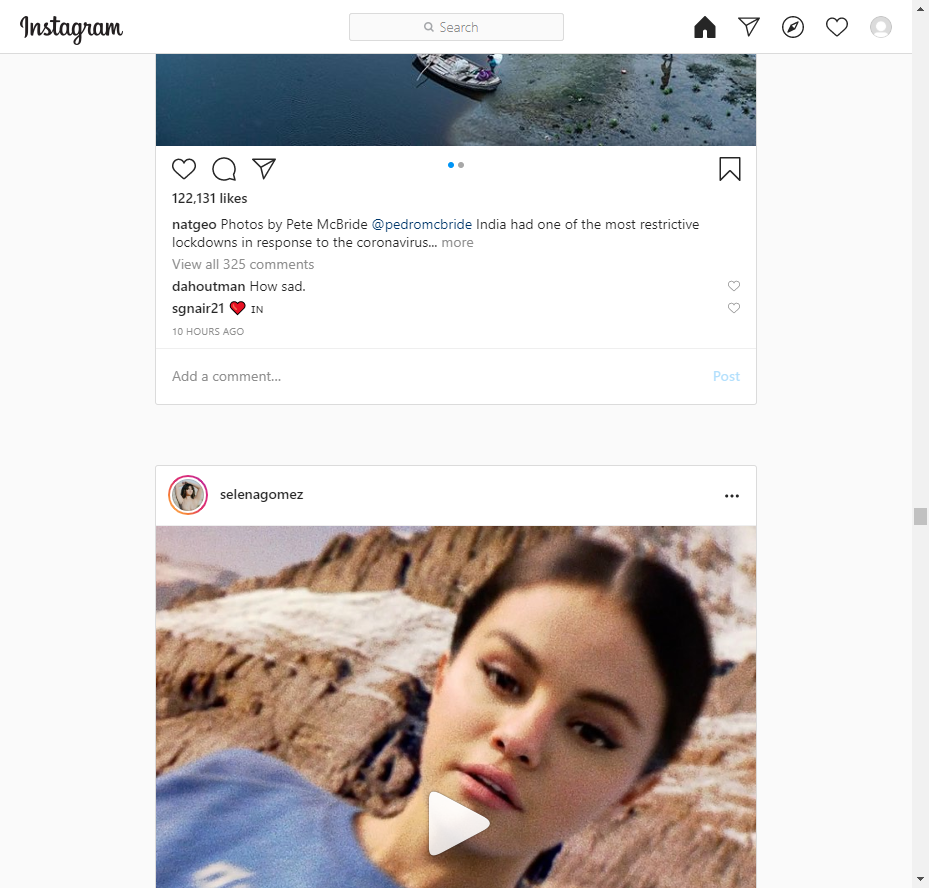 Instagram
Search
122,131 likes
natgeo Photos by Pete McBride @pedromcbride India had one of the most restrictive
lockdowns in response to the coronavirus... more
View all 325 comments
dahoutman How sad.
sgnair21 ❤️ IN
10 HOURS AGO
Add a comment... Post
selenagomez